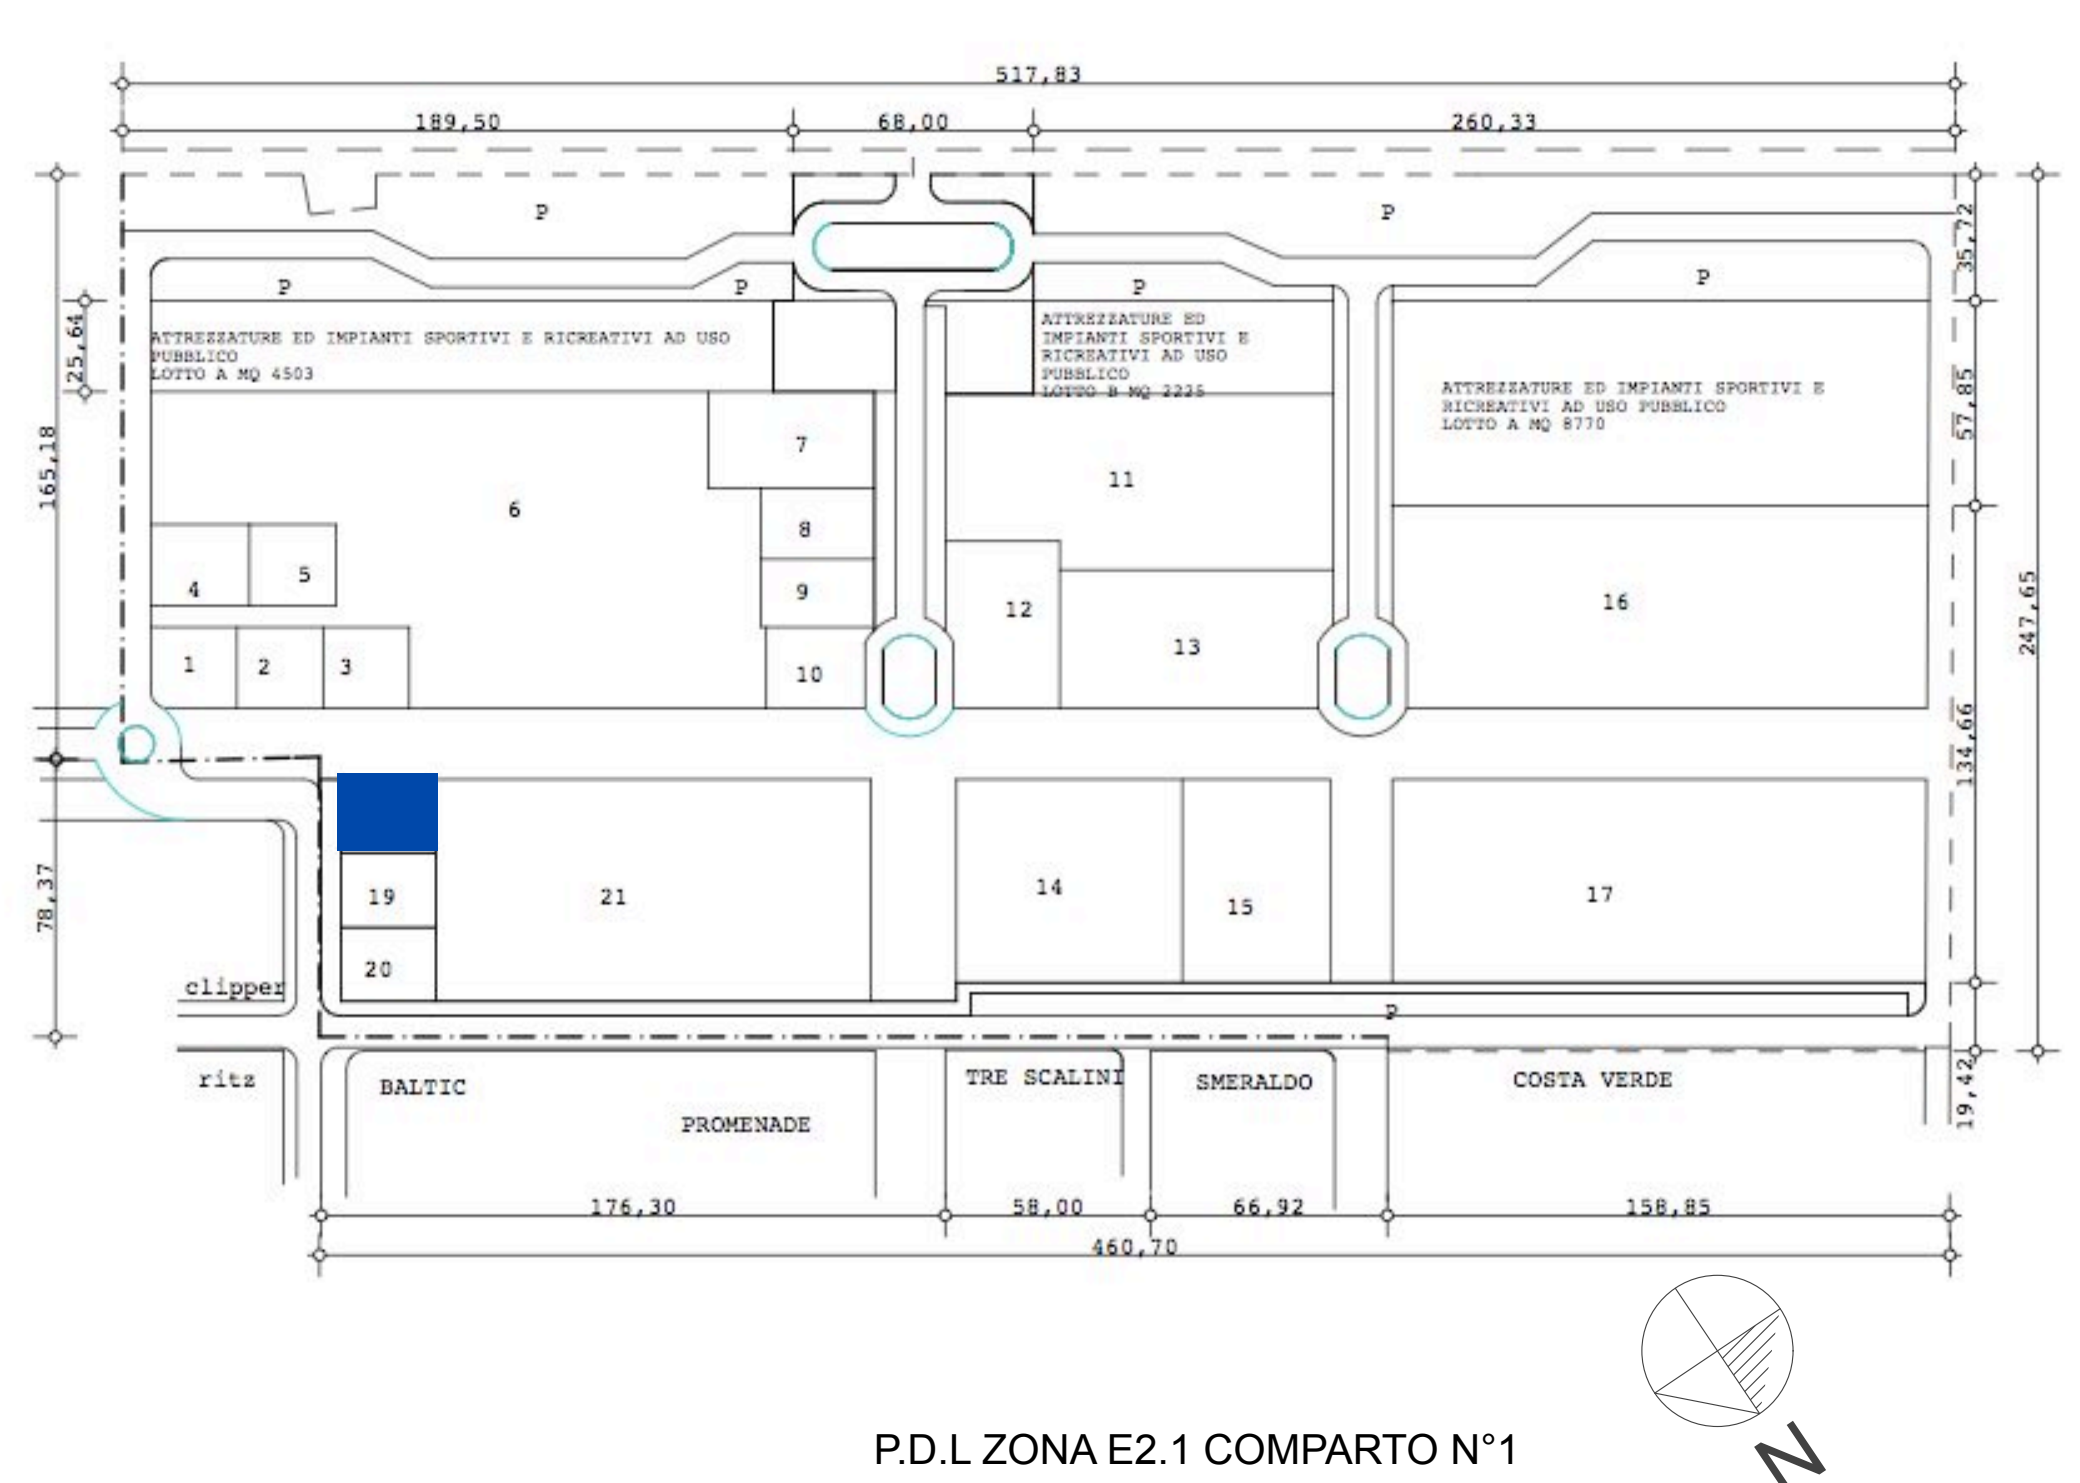 517,83
189,50
68,00
260,33
P
P
35,72
P
P
P
P
25,64
ATTREZZATURE ED IMPIANTI SPORTIVI E RICREATIVI AD USO
PUBBLICO
LOTTO A MQ 4503
ATTREZZATURE ED
IMPIANTI SPORTIVI E
RICREATIVI AD USO
PUBBLICO
LOTTO B MQ 2225
ATTREZZATURE ED IMPIANTI SPORTIVI E
RICREATIVI AD USO PUBBLICO
LOTTO A MQ 8770
57,85
165,18
7
11
6
8
5
4
9
12
16
247,65
13
1
2
3
10
134,66
78,37
19
21
14
15
17
20
clipper
P
ritz
BALTIC
PROMENADE
TRE SCALINI
SMERALDO
COSTA VERDE
19,42
176,30
58,00
66,92
158,85
460,70
N
P.D.L ZONA E2.1 COMPARTO N°1